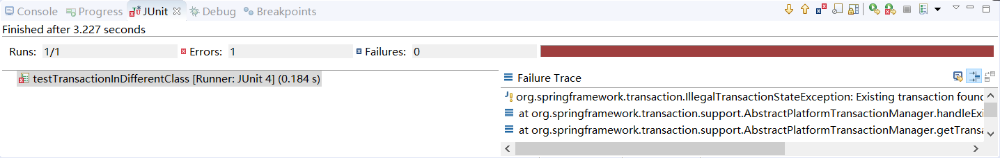 Console Progress JUnit Debug Breakpoints
Finished after 3.227 seconds
Runs: 1/1 Errors: 1 Failures: 0
testTransactionInDifferentClass [Runner: JUnit 4] (0.184 s)
Failure Trace
org.springframework.transaction.IllegalTransactionStateException: Existing transaction found
at org.springframework.transaction.support.AbstractPlatformTransactionManager.handleExi
at org.springframework.transaction.support.AbstractPlatformTransactionManager.getTransa